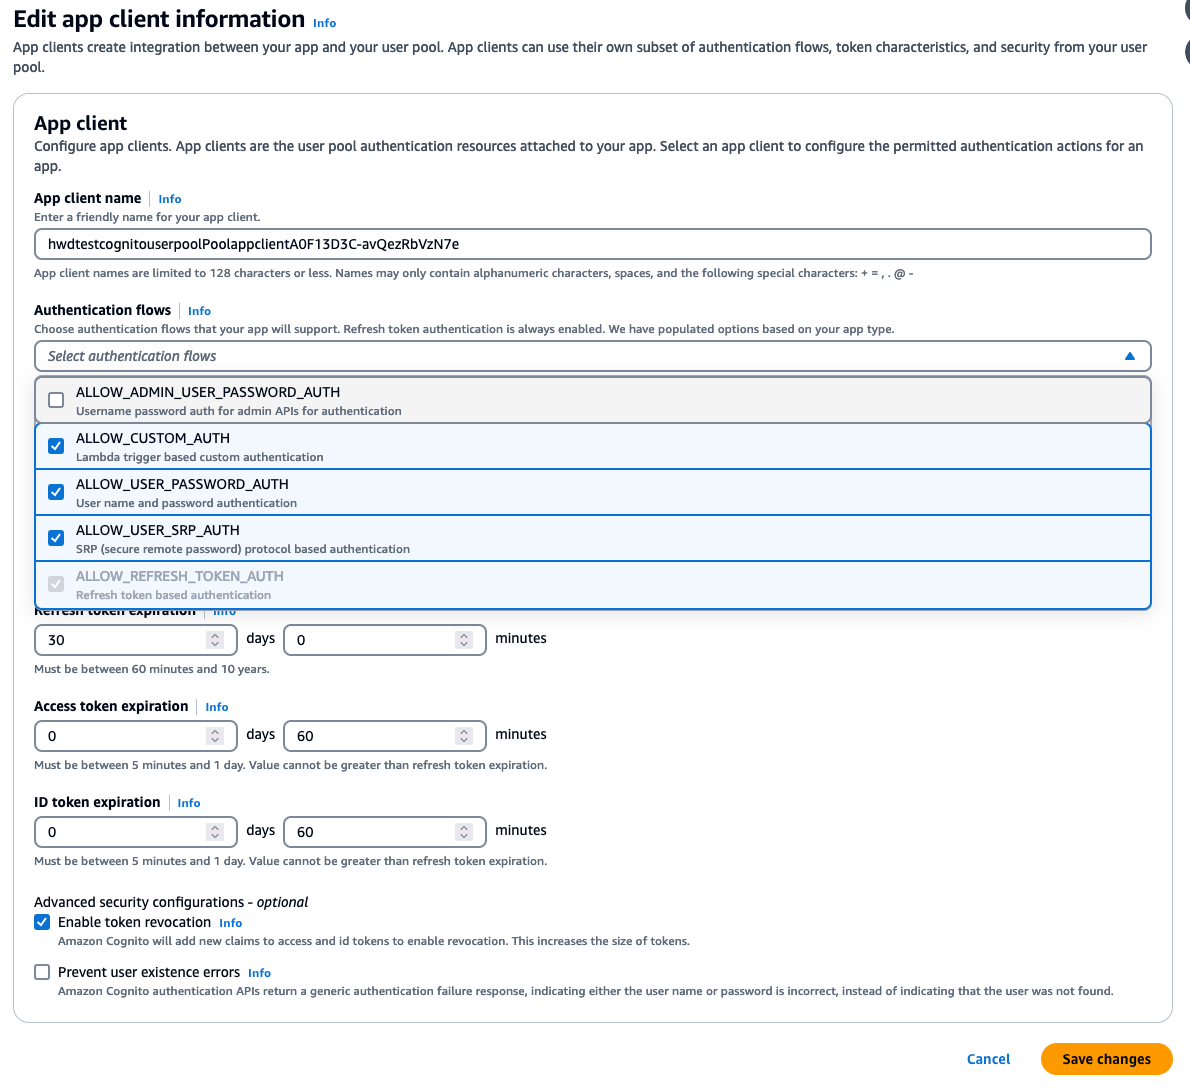 Edit app client information Info
App clients create integration between your app and your user pool. App clients can use their own subset of authentication flows, token characteristics, and security from your user
pool.
App client
Configure app clients. App clients are the user pool authentication resources attached to your app. Select an app client to configure the permitted authentication actions for an
app.
App client name Info
Enter a friendly name for your app client.
hwdtestcognitouserpoolPoolappclientA0F13D3C-avQezRbVzN7e
App client names are limited to 128 characters or less. Names may only contain alphanumeric characters, spaces, and the following special characters: + = , . @ -
Authentication flows Info
Choose authentication flows that your app will support. Refresh token authentication is always enabled. We have populated options based on your app type.
Select authentication flows
ALLOW_ADMIN_USER_PASSWORD_AUTH
Username password auth for admin APIs for authentication
ALLOW_CUSTOM_AUTH
Lambda trigger based custom authentication
ALLOW_USER_PASSWORD_AUTH
User name and password authentication
ALLOW_USER_SRP_AUTH
SRP (secure remote password) protocol based authentication
ALLOW_REFRESH_TOKEN_AUTH
Refresh token based authentication
Refresh token expiration Info
30 days 0 minutes
Must be between 60 minutes and 10 years.
Access token expiration Info
0 days 60 minutes
Must be between 5 minutes and 1 day. Value cannot be greater than refresh token expiration.
ID token expiration Info
0 days 60 minutes
Must be between 5 minutes and 1 day. Value cannot be greater than refresh token expiration.
Advanced security configurations - optional
Enable token revocation Info
Amazon Cognito will add new claims to access and id tokens to enable revocation. This increases the size of tokens.
Prevent user existence errors Info
Amazon Cognito authentication APIs return a generic authentication failure response, indicating either the user name or password is incorrect, instead of indicating that the user was not found.
Cancel Save changes